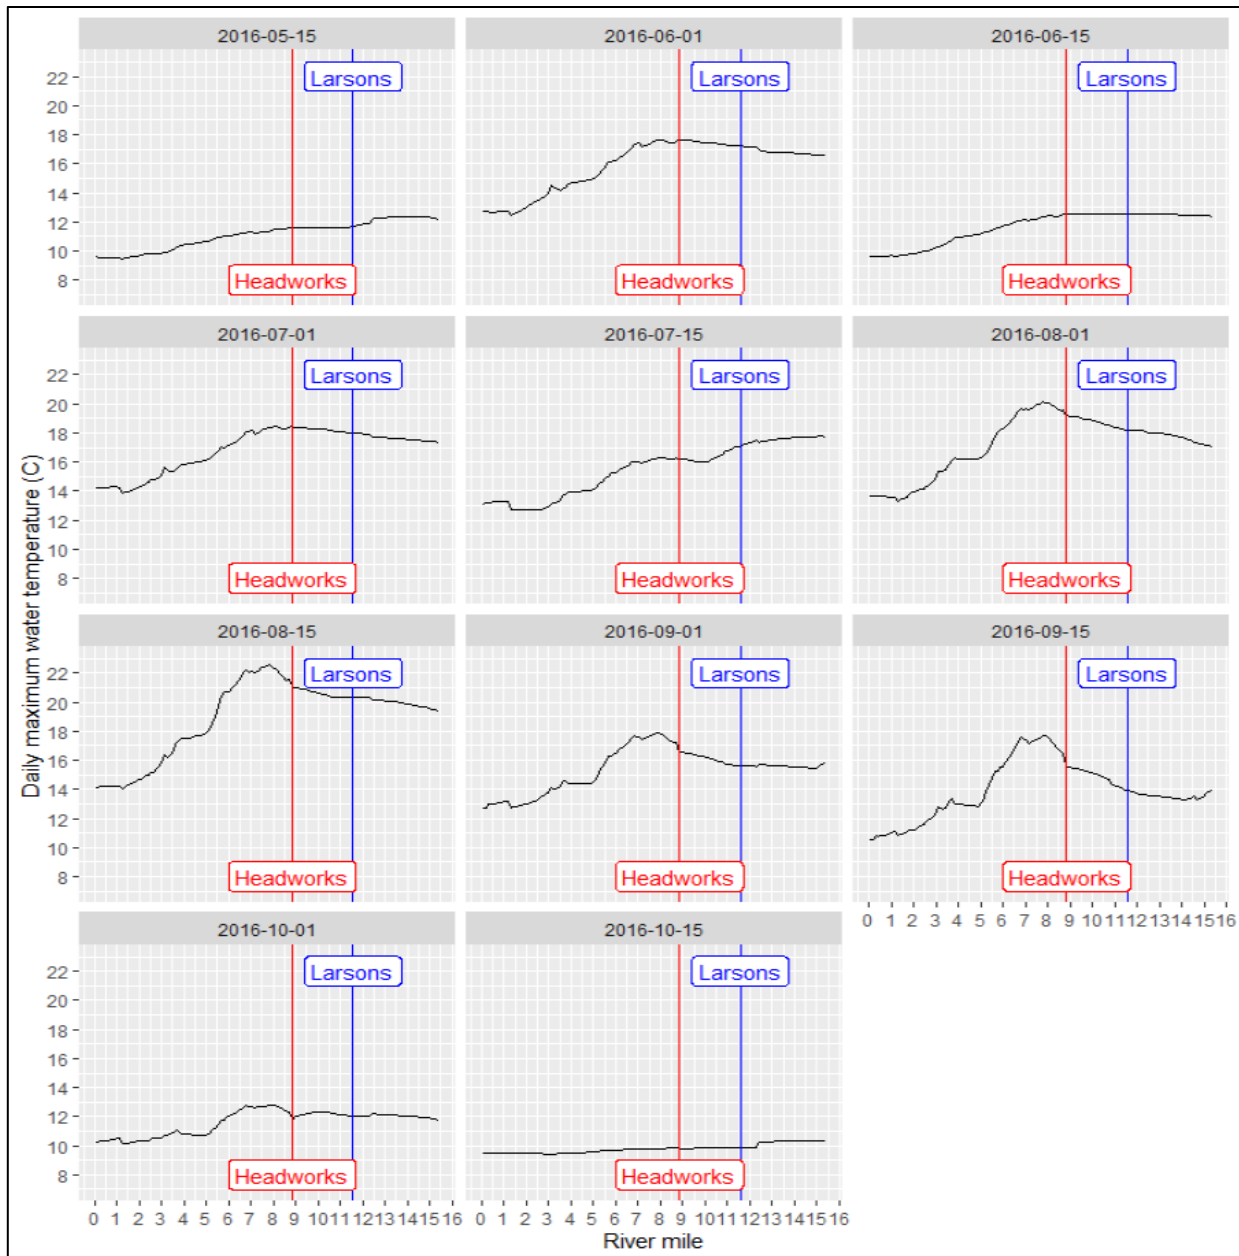 2016-05-15 2016-06-01 2016-06-15
Larsons Larsons Larsons
22
20
18
16
14
12
10
8
Headworks Headworks Headworks
2016-07-01 2016-07-15 2016-08-01
Larsons Larsons Larsons
22
20
18
16
14
12
10
8
Headworks Headworks Headworks
Daily maximum water temperature (C)
2016-08-15 2016-09-01 2016-09-15
Larsons Larsons Larsons
22
20
18
16
14
12
10
8
Headworks Headworks Headworks
0 1 2 3 4 5 6 7 8 9 10 11 12 13 14 15 16
2016-10-01 2016-10-15
Larsons Larsons
22
20
18
16
14
12
10
8
Headworks Headworks
0 1 2 3 4 5 6 7 8 9 10 11 12 13 14 15 16 0 1 2 3 4 5 6 7 8 9 10 11 12 13 14 15 16
River mile